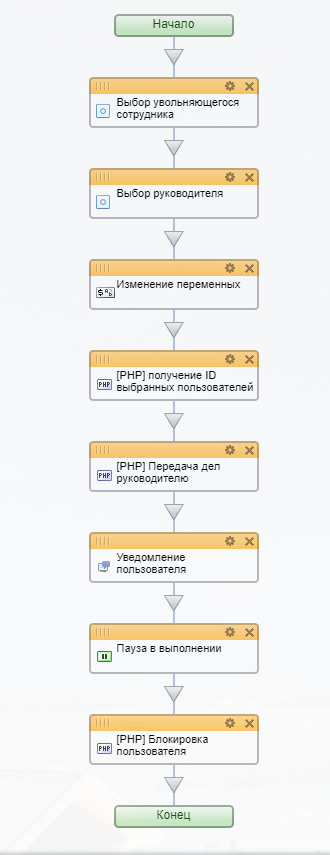 Начало
Выбор увольняющегося
сотрудника
Выбор руководителя
Изменение переменных
[PHP] получение ID
выбранных пользователей
[PHP] Передача дел
руководителю
Уведомление
пользователя
Пауза в выполнении
[PHP] Блокировка
пользователя
Конец